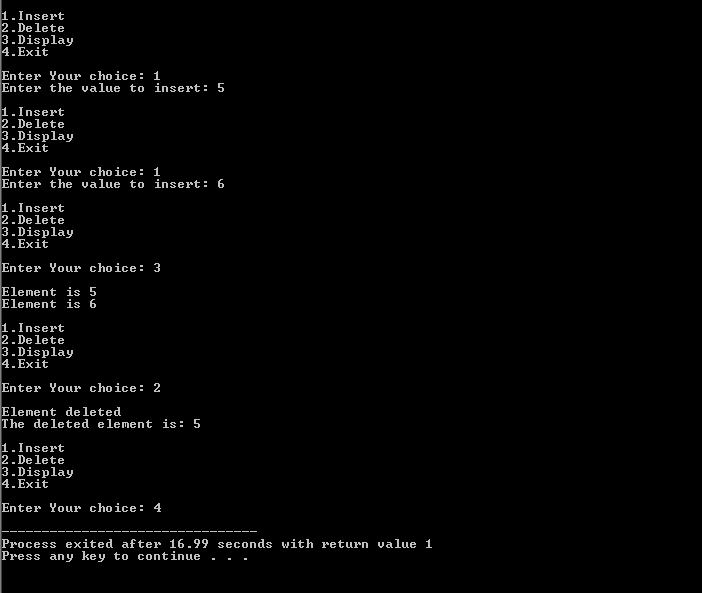 1.Insert
2.Delete
3.Display
4.Exit
Enter Your choice: 1
Enter the value to insert: 5
1.Insert
2.Delete
3.Display
4.Exit
Enter Your choice: 1
Enter the value to insert: 6
1.Insert
2.Delete
3.Display
4.Exit
Enter Your choice: 3
Element is 5
Element is 6
1.Insert
2.Delete
3.Display
4.Exit
Enter Your choice: 2
Element deleted
The deleted element is: 5
1.Insert
2.Delete
3.Display
4.Exit
Enter Your choice: 4
--------------------------------
Process exited after 16.99 seconds with return value 1
Press any key to continue . . .